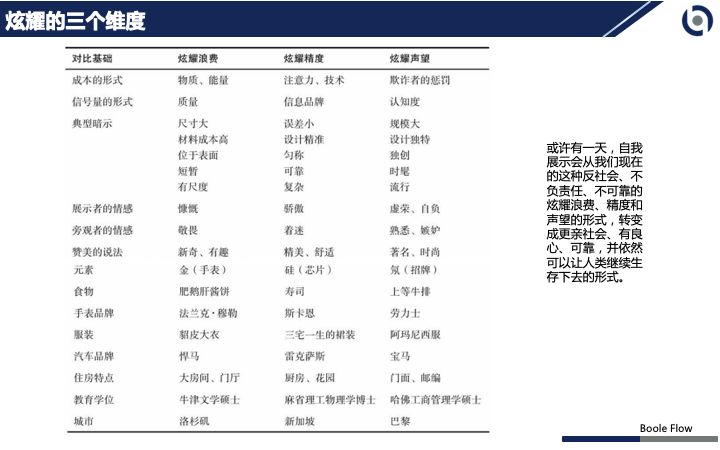 炫耀的三个维度
对比基础 炫耀浪费 炫耀精度 炫耀声望
成本的形式 物质、能量 注意力、技术 欺诈者的惩罚
信号量的形式 质量 信息品牌 认知度
典型暗示 尺寸大 误差小 规模大
材料成本高 设计精准 设计独特
位于表面 匀称 独创
短暂 可靠 时髦
有尺度 复杂 流行
展示者的情感 慷慨 骄傲 虚荣、自负
旁观者的情感 敬畏 着迷 熟悉、嫉妒
赞美的说法 新奇、有趣 精美、舒适 著名、时尚
元素 金（手表） 硅（芯片） 氖（招牌）
食物 肥鹅肝酱饼 寿司 上等牛排
手表品牌 法兰克·穆勒 斯卡恩 劳力士
服装 貂皮大衣 三宅一生的裙装 阿玛尼西服
汽车品牌 悍马 雷克萨斯 宝马
住房特点 大房间、门厅 厨房、花园 门面、邮编
教育学位 牛津文学硕士 麻省理工物理学博士 哈佛工商管理学硕士
城市 洛杉矶 新加坡 巴黎
或许有一天，自我
展示会从我们现在
的这种反社会、不
负责任、不可靠的
炫耀浪费、精度和
声望的形式，转变
成更亲社会、有良
心、可靠，并依然
可以让人类继续生
存下去的形式。
Boole Flow